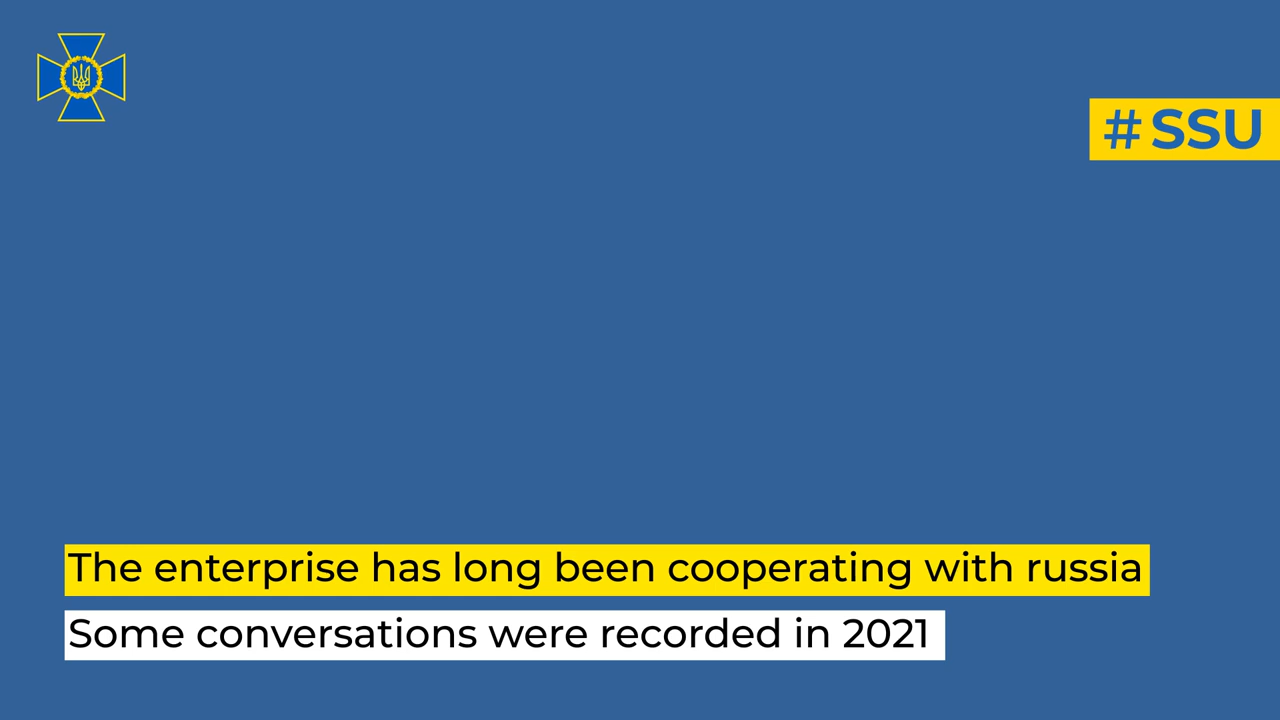 #SSU
The enterprise has long been cooperating with russia
Some conversations were recorded in 2021